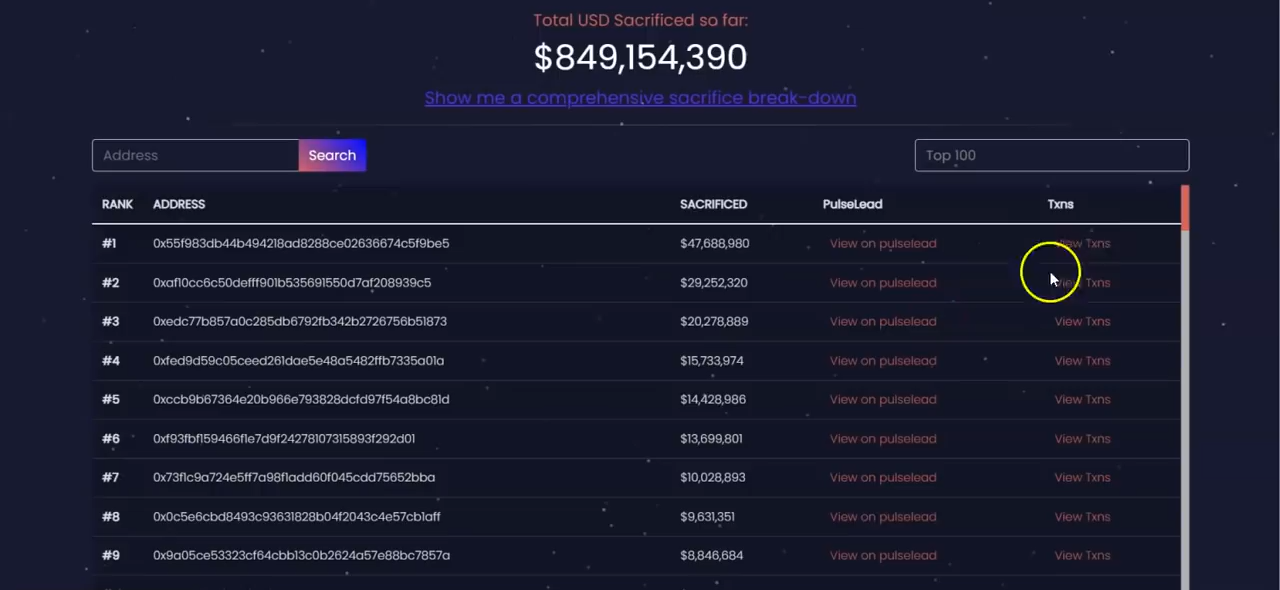 Total USD Sacrificed so far:
$849,154,390
Show me a comprehensive sacrifice break-down
Address Search Top 100
RANK ADDRESS SACRIFICED PulseLead Txns
#1 0x55f983db44b494218ad8288ce02636674c5f9be5 $47,688,980 View on pulselead View Txns
#2 0xaf10cc6c50defff901b535691550d7af208939c5 $29,252,320 View on pulselead View Txns
#3 0xedc77b857a0c285db6792fb342b2726756b51873 $20,278,889 View on pulselead View Txns
#4 0xfed9d59c05ceed261dae5e48a5482ffb7335a01a $15,733,974 View on pulselead View Txns
#5 0xccb9b67364e20b966e793828dcfd97f54a8bc81d $14,428,986 View on pulselead View Txns
#6 0xf93fbf159466f1e7d9f24278107315893f292d01 $13,699,801 View on pulselead View Txns
#7 0x73f1c9a724e5ff7a98f1add60f045cdd75652bba $10,028,893 View on pulselead View Txns
#8 0x0c5e6cbd8493c93631828b04f2043c4e57cb1aff $9,631,351 View on pulselead View Txns
#9 0x9a05ce53323cf64cbb13c0b2624a57e88bc7857a $8,846,684 View on pulselead View Txns